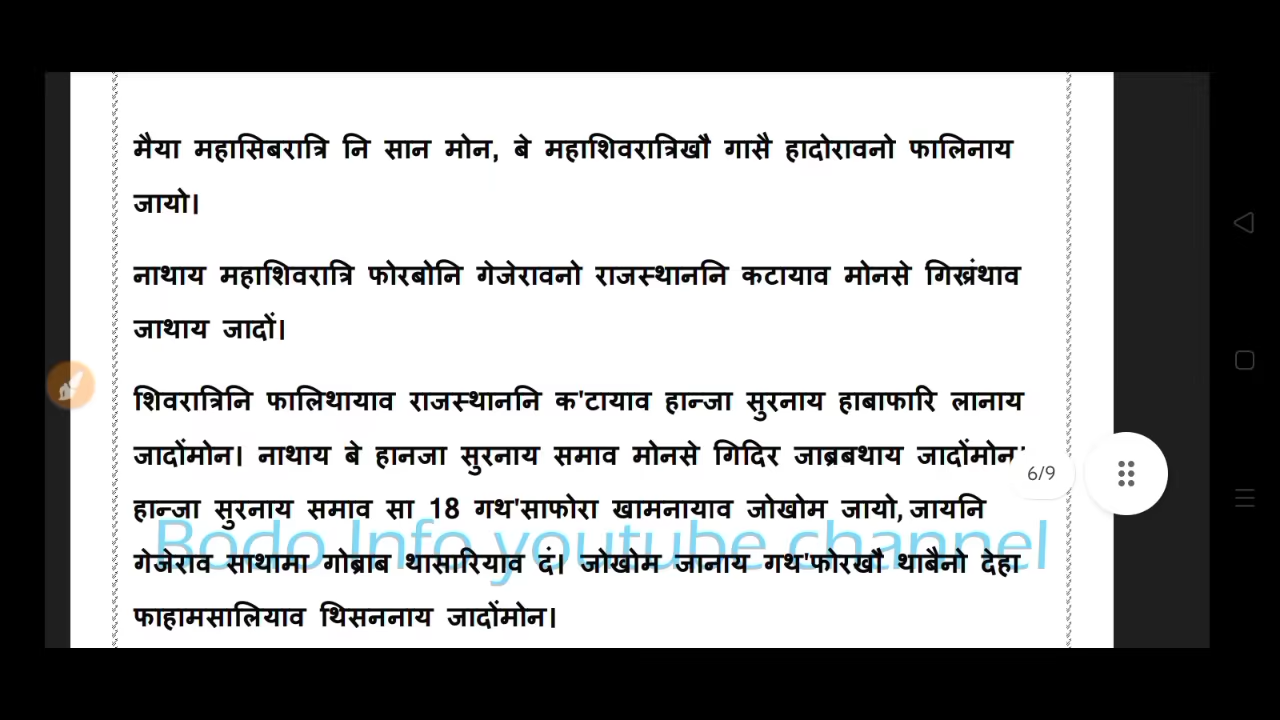 मैया महासिबरात्रि नि सान मोन, बे महाशिवरात्रिखौ गासै हादोरावनो फालिनाय
जायो।
नाथाय महाशिवरात्रि फोरबोनि गेजेरावनो राजस्थाननि कटायाव मोनसे गिख्रंथाव
जाथाय जादों।
शिवरात्रिनि फालिथायाव राजस्थाननि क'टायाव हान्जा सुरनाय हाबाफारि लानाय
जादोंमोन। नाथाय बे हानजा सुरनाय समाव मोनसे गिदिर जाब्रबथाय जादोंमोन
6/9
हान्जा सुरनाय समाव सा 18 गथ'साफोरा खामनायाव जोखोम जायो, जायनि
Bodo Info youtube channel
गेजेराव साथामा गोब्राब थासारियाव दं। जोखोम जानाय गथ'फोरखौ थाबैनो देहा
फाहामसालियाव थिसननाय जादोंमोन।